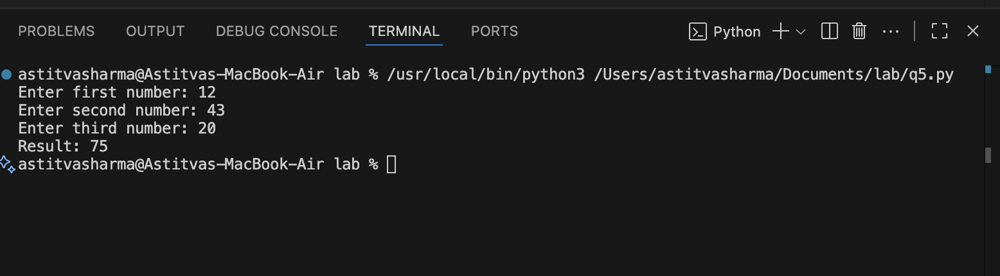 PROBLEMS OUTPUT DEBUG CONSOLE TERMINAL PORTS Python
astitvasharma@Astitvas-MacBook-Air lab % /usr/local/bin/python3 /Users/astitvasharma/Documents/lab/q5.py
Enter first number: 12
Enter second number: 43
Enter third number: 20
Result: 75
astitvasharma@Astitvas-MacBook-Air lab %